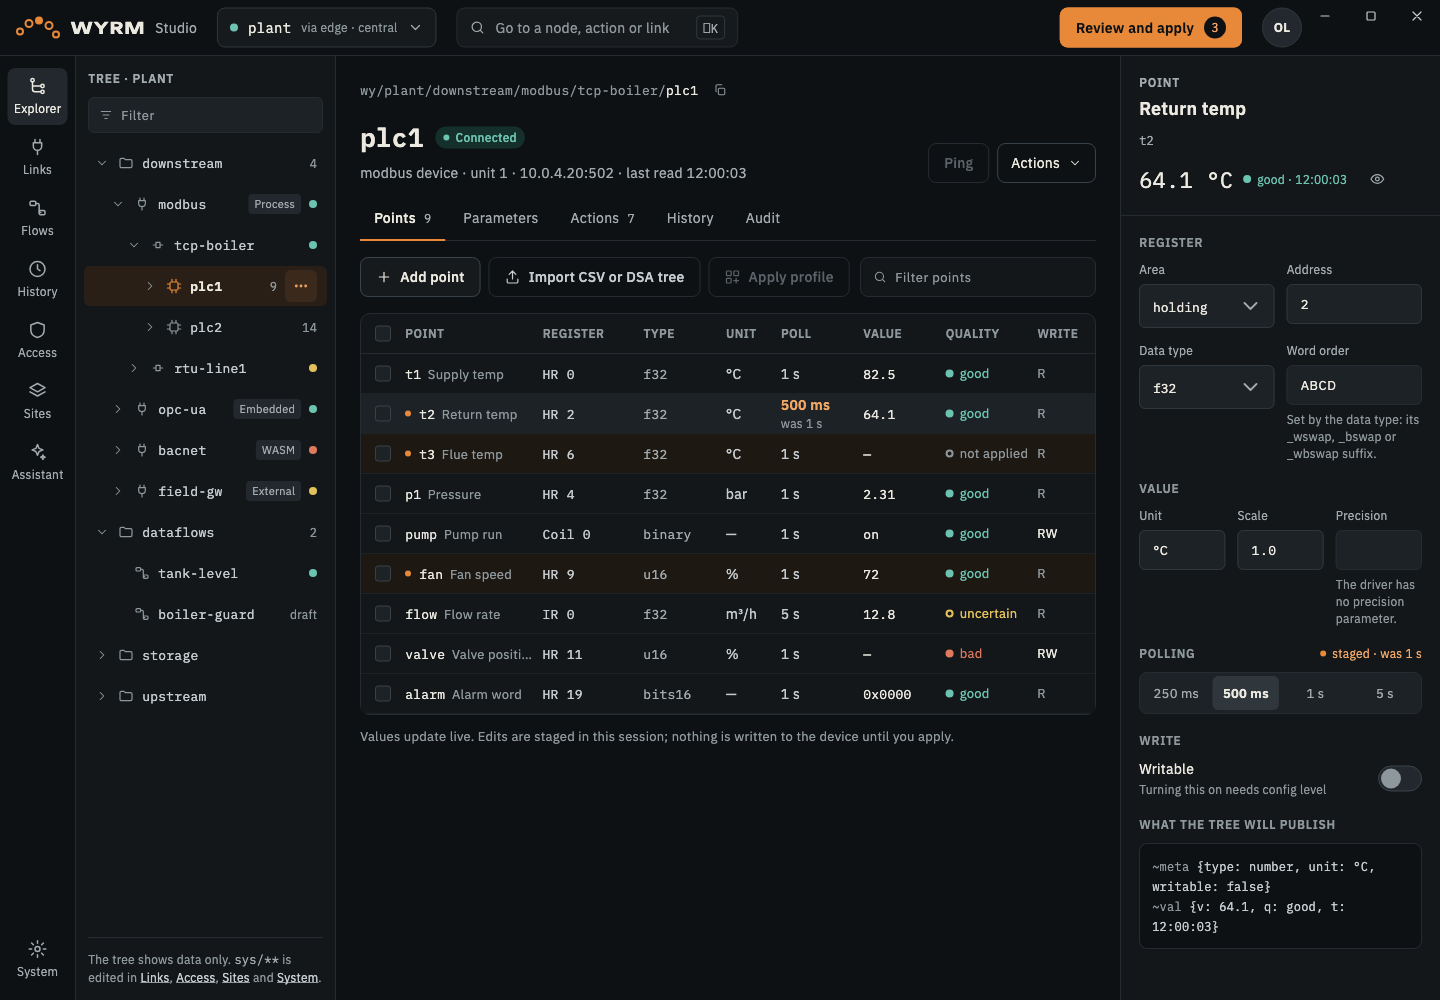 WYRM Studio
plant via edge · central
Go to a node, action or link
K
Review and apply 3
OL
Explorer
Links
Flows
History
Access
Sites
Assistant
System
TREE · PLANT
Filter
downstream 4
modbus Process
tcp-boiler
plc1 9
plc2 14
rtu-line1
opc-ua Embedded
bacnet WASM
field-gw External
dataflows 2
tank-level
boiler-guard draft
storage
upstream
The tree shows data only. sys/** is
edited in Links, Access, Sites and System.
wy/plant/downstream/modbus/tcp-boiler/plc1
plc1 Connected
modbus device · unit 1 · 10.0.4.20:502 · last read 12:00:03
Ping
Actions
Points 9 Parameters Actions 7 History Audit
Add point
Import CSV or DSA tree
Apply profile
Filter points
POINT REGISTER TYPE UNIT POLL VALUE QUALITY WRITE
t1 Supply temp HR 0 f32 °C 1 s 82.5 good R
t2 Return temp HR 2 f32 °C 500 ms was 1 s 64.1 good R
t3 Flue temp HR 6 f32 °C 1 s – not applied R
p1 Pressure HR 4 f32 bar 1 s 2.31 good R
pump Pump run Coil 0 binary – 1 s on good RW
fan Fan speed HR 9 u16 % 1 s 72 good R
flow Flow rate IR 0 f32 m³/h 5 s 12.8 uncertain R
valve Valve positi... HR 11 u16 % 1 s – bad RW
alarm Alarm word HR 19 bits16 – 1 s 0x0000 good R
Values update live. Edits are staged in this session; nothing is written to the device until you apply.
POINT
Return temp
t2
64.1 °C good · 12:00:03
REGISTER
Area Address
holding 2
Data type Word order
f32 ABCD
Set by the data type: its
_wswap, _bswap or
_wbswap suffix.
VALUE
Unit Scale Precision
°C 1.0
The driver has
no precision
parameter.
POLLING staged · was 1 s
250 ms 500 ms 1 s 5 s
WRITE
Writable
Turning this on needs config level
WHAT THE TREE WILL PUBLISH
~meta {type: number, unit: °C,
writable: false}
~val {v: 64.1, q: good, t:
12:00:03}